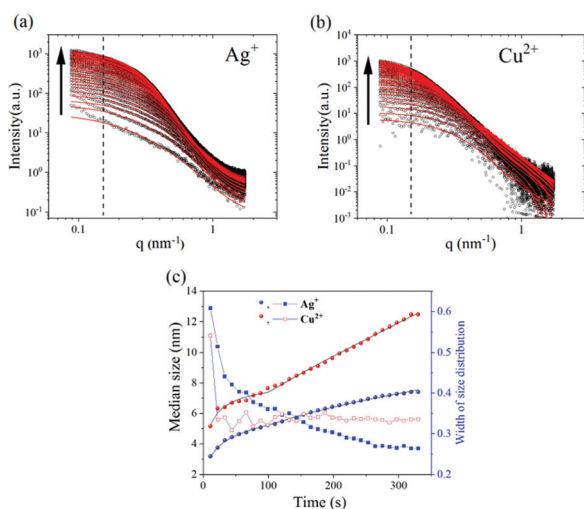 (a)
Ag⁺
Intensity(a.u.)
10³
10²
10¹
10⁰
10⁻¹
0.1
1
q (nm⁻¹)
(b)
Cu²⁺
Intensity(a.u.)
10⁴
10³
10²
10¹
10⁰
10⁻¹
10⁻²
10⁻³
0.1
1
q (nm⁻¹)
(c)
Ag⁺
Cu²⁺
Median size (nm)
14
12
10
8
6
4
2
0
100
200
300
Time (s)
0.6
0.5
0.4
0.3
0.2
Width of size distribution